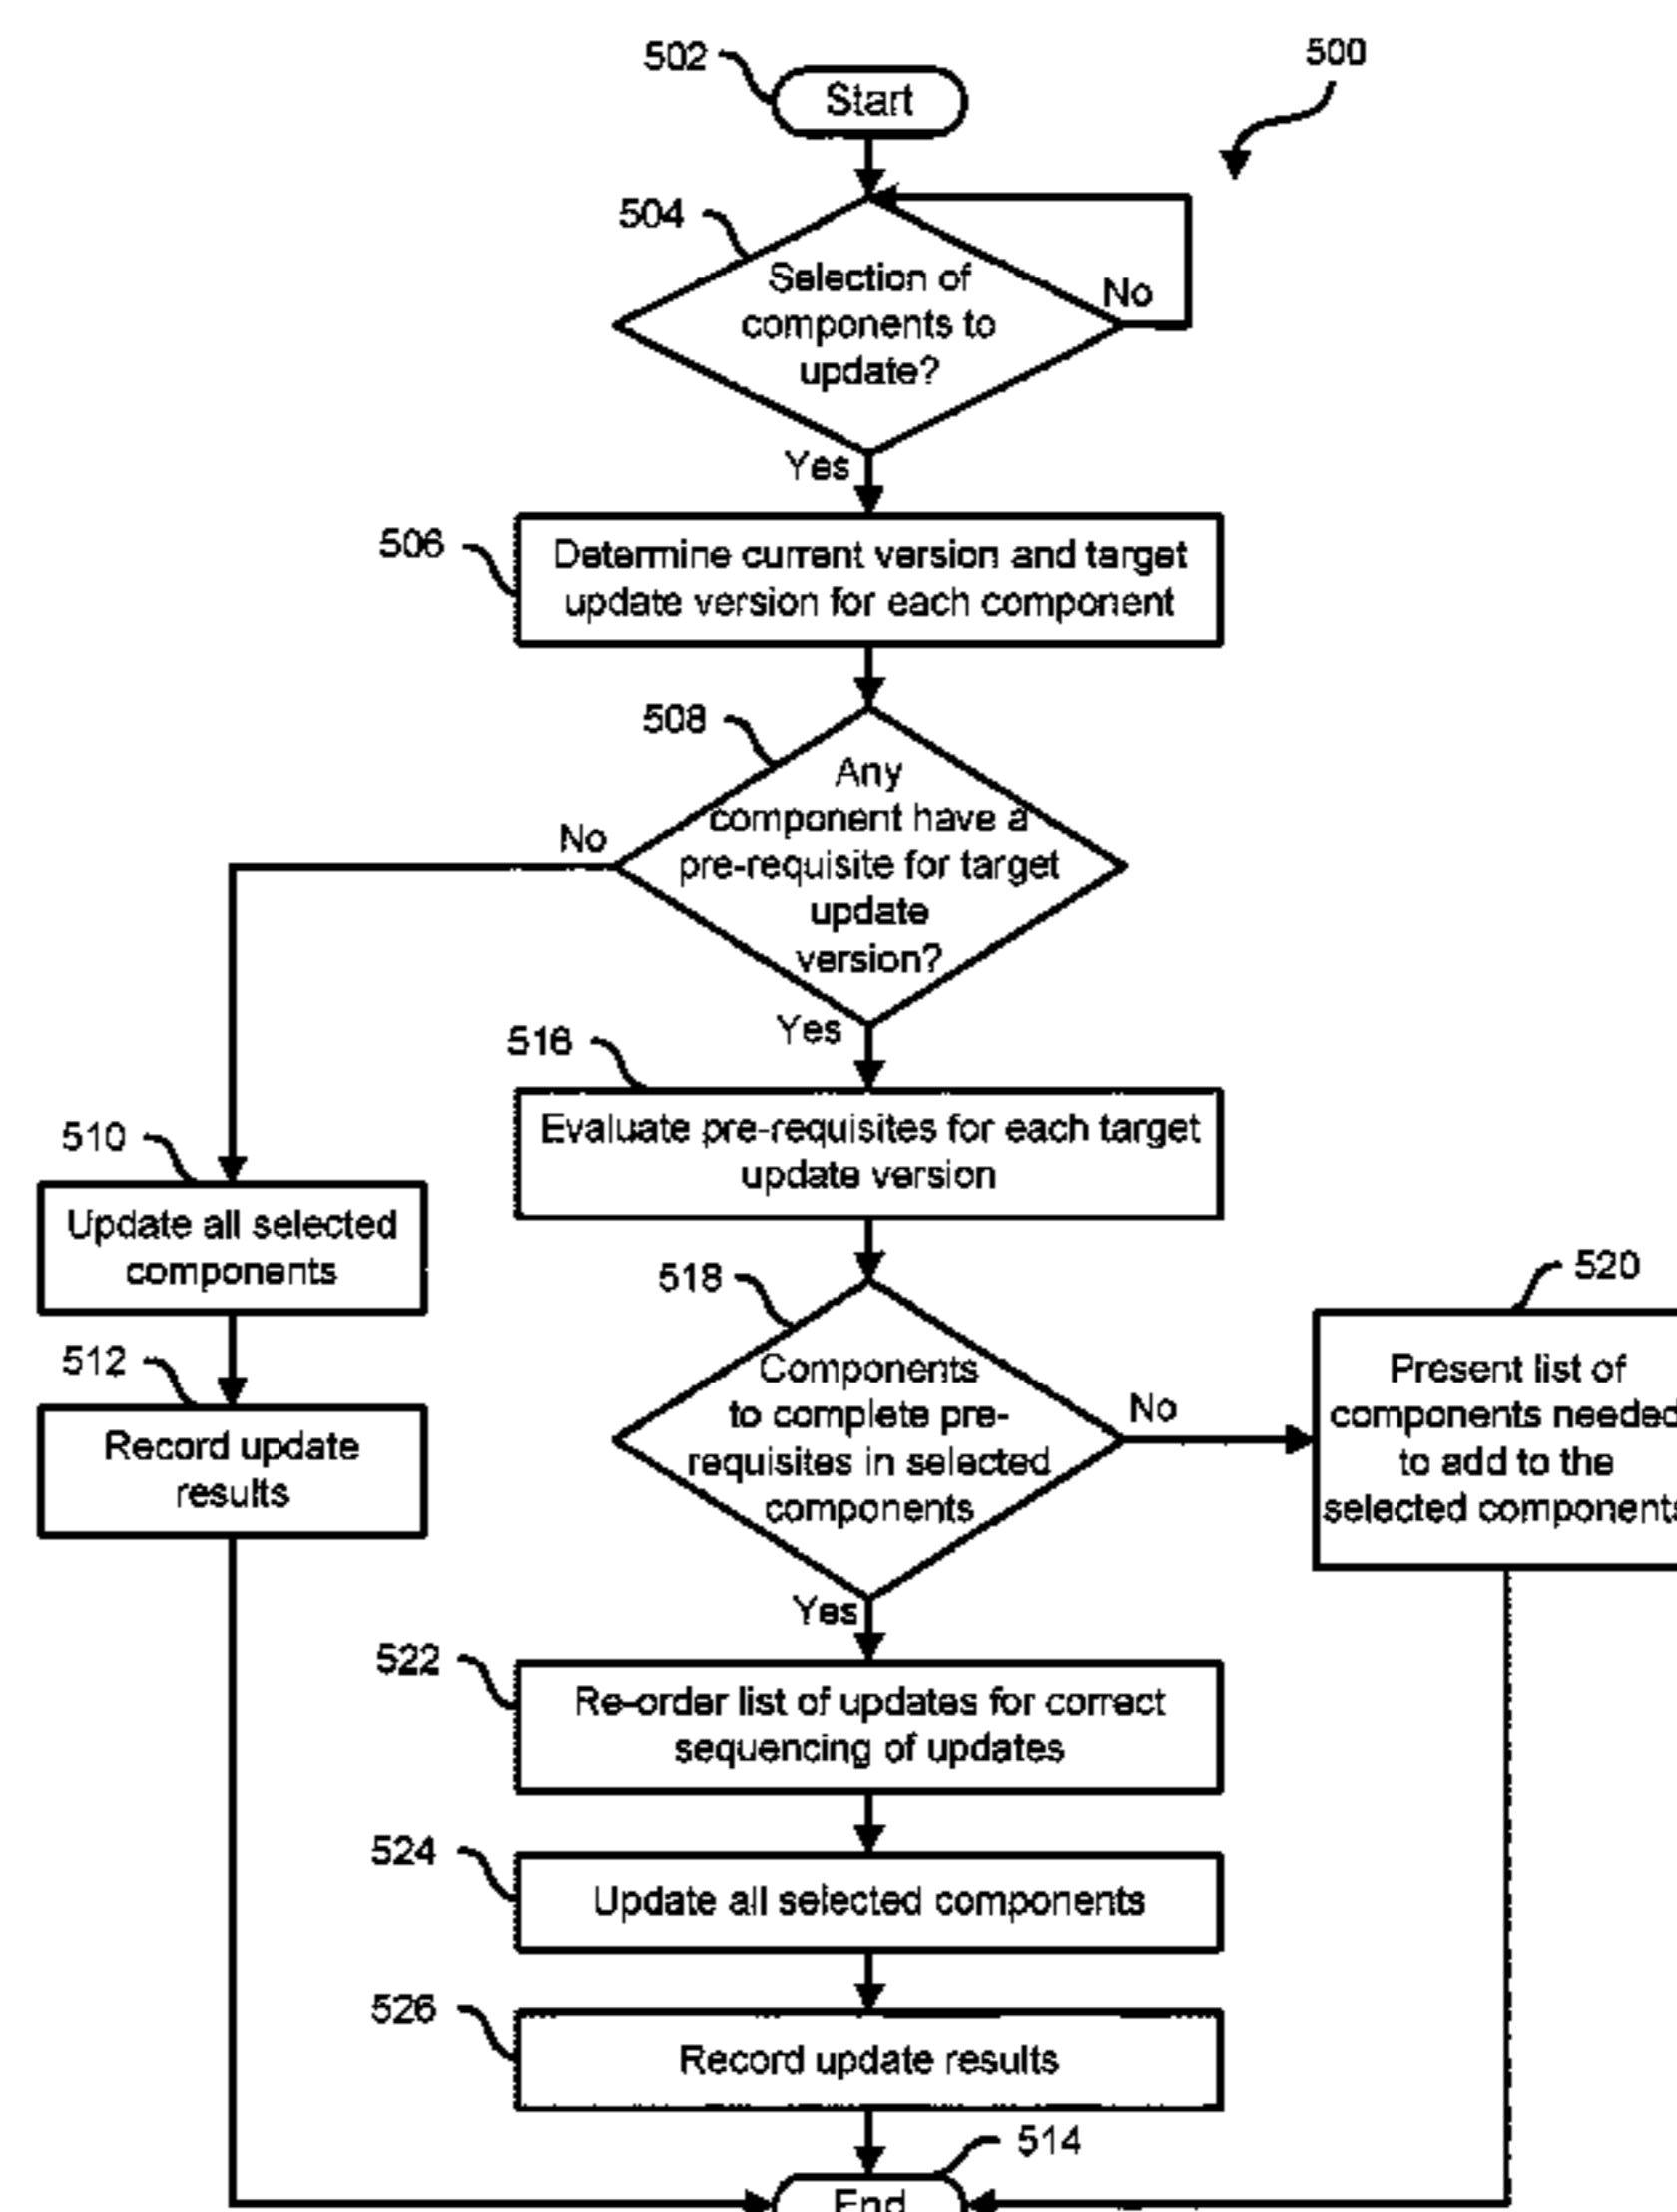 502
Start
500
504
Selection of
components to
update?
No
Yes
506
Determine current version and target
update version for each component
508
Any
component have a
pre-requisite for target
update
version?
No
Yes
516
Evaluate pre-requisites for each target
update version
510
Update all selected
components
512
Record update
results
518
Components
to complete pre-
requisites in selected
components
No
520
Present list of
components needed
to add to the
selected components
Yes
522
Re-order list of updates for correct
sequencing of updates
524
Update all selected components
526
Record update results
514
End